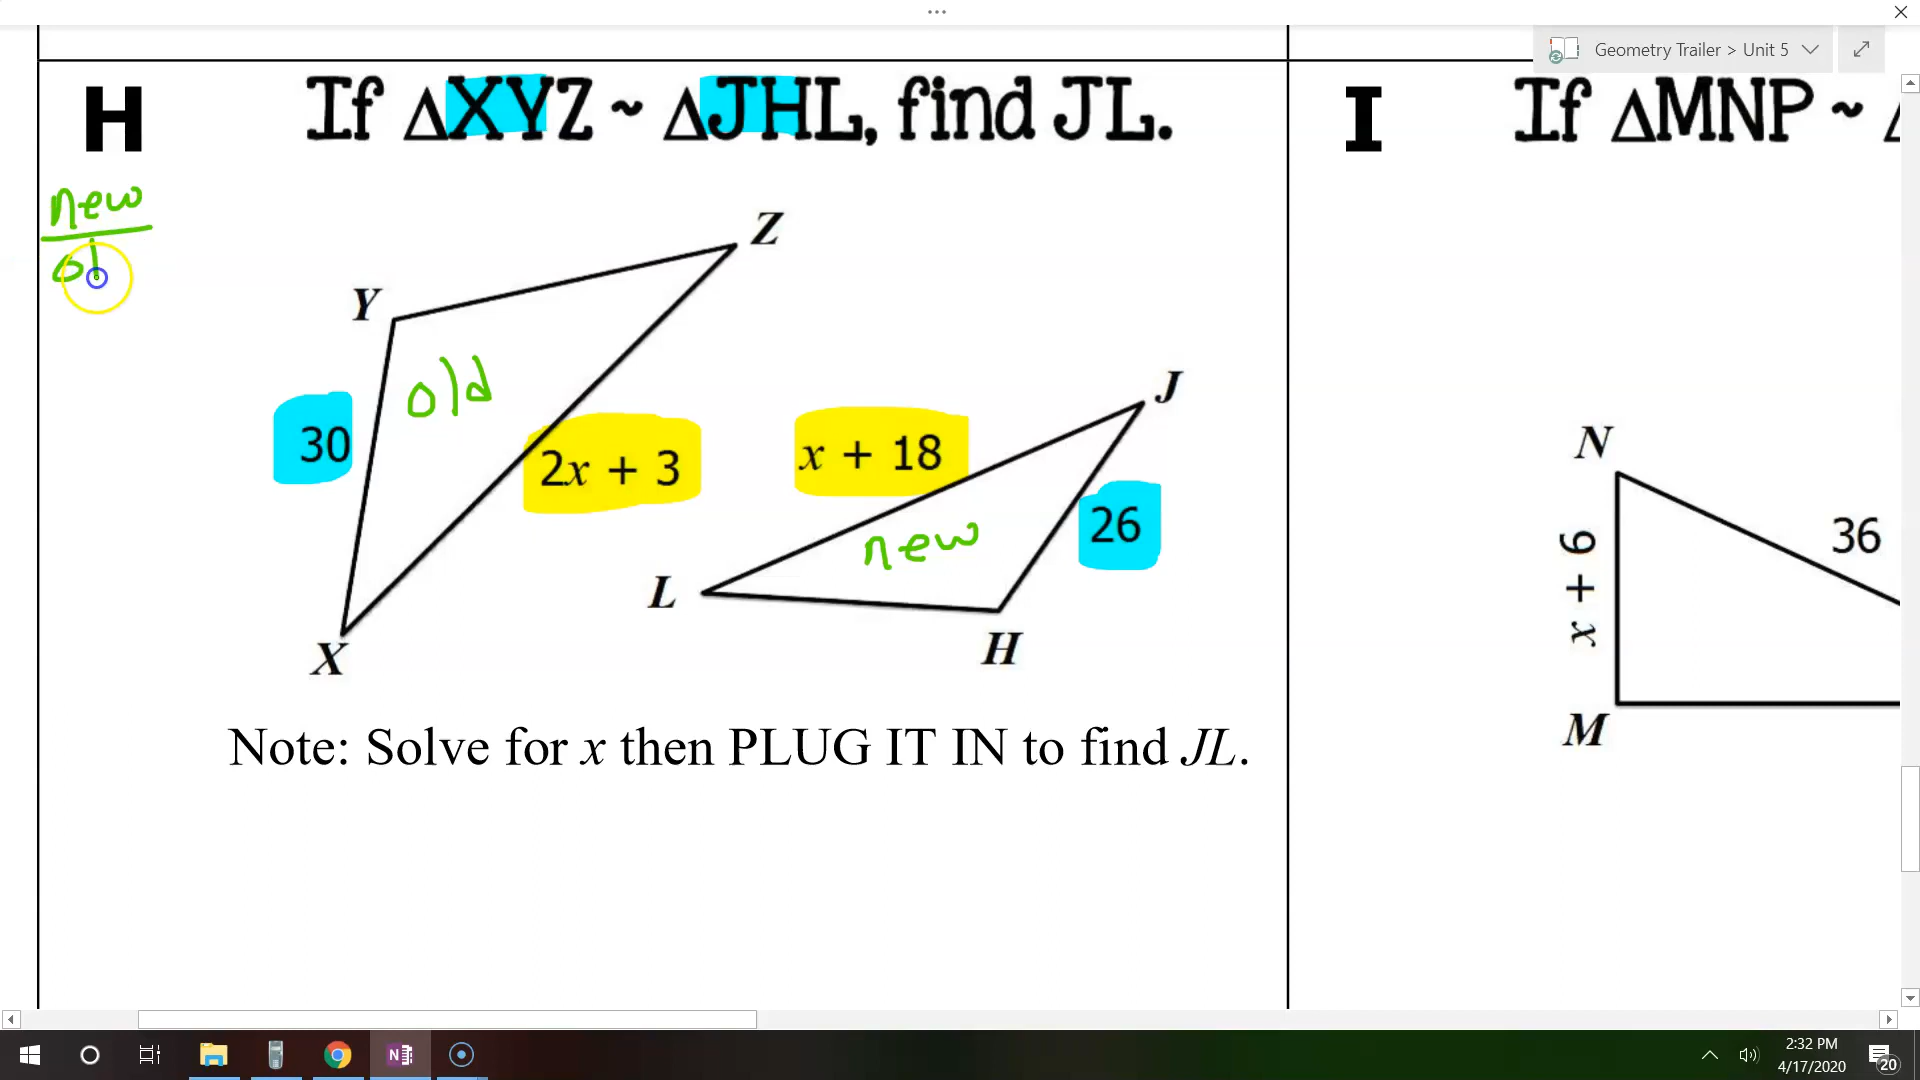 Geometry Trailer > Unit 5
H
If ΔXYZ ~ ΔJHL, find JL.
I
If ΔMNP ~ Δ
new
ol
Z
Y
old
J
30
2x + 3
x + 18
26
new
L
H
X
N
x + 6
36
M
Note: Solve for x then PLUG IT IN to find JL.
2:32 PM
4/17/2020
20